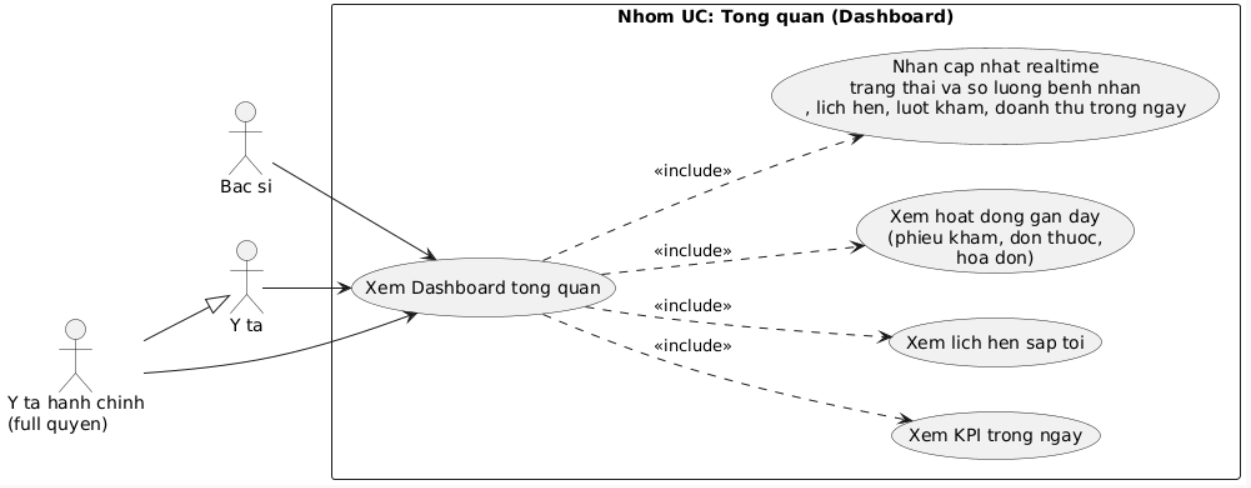 Nhom UC: Tong quan (Dashboard)
Nhan cap nhat realtime
trang thai va so luong benh nhan
, lich hen, luot kham, doanh thu trong ngay
Bac si
«include»
Xem hoat dong gan day
(phieu kham, don thuoc,
hoa don)
«include»
Xem Dashboard tong quan
Y ta
«include»
Xem lich hen sap toi
«include»
Y ta hanh chinh
(full quyen)
Xem KPI trong ngay